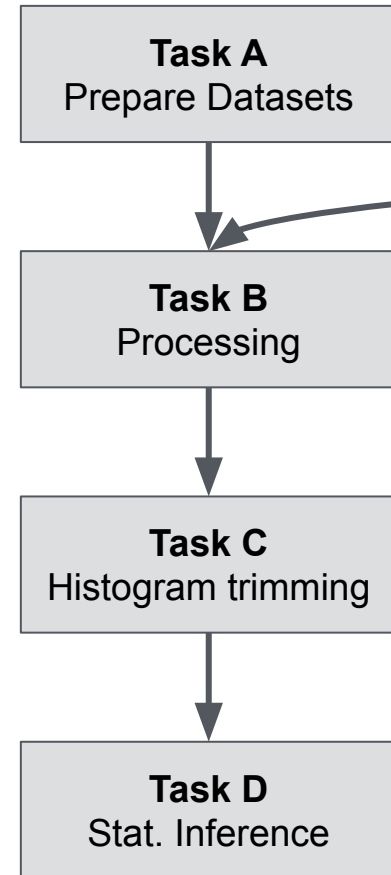 Task A
Prepare Datasets
Task B
Processing
Task C
Histogram trimming
Task D
Stat. Inference